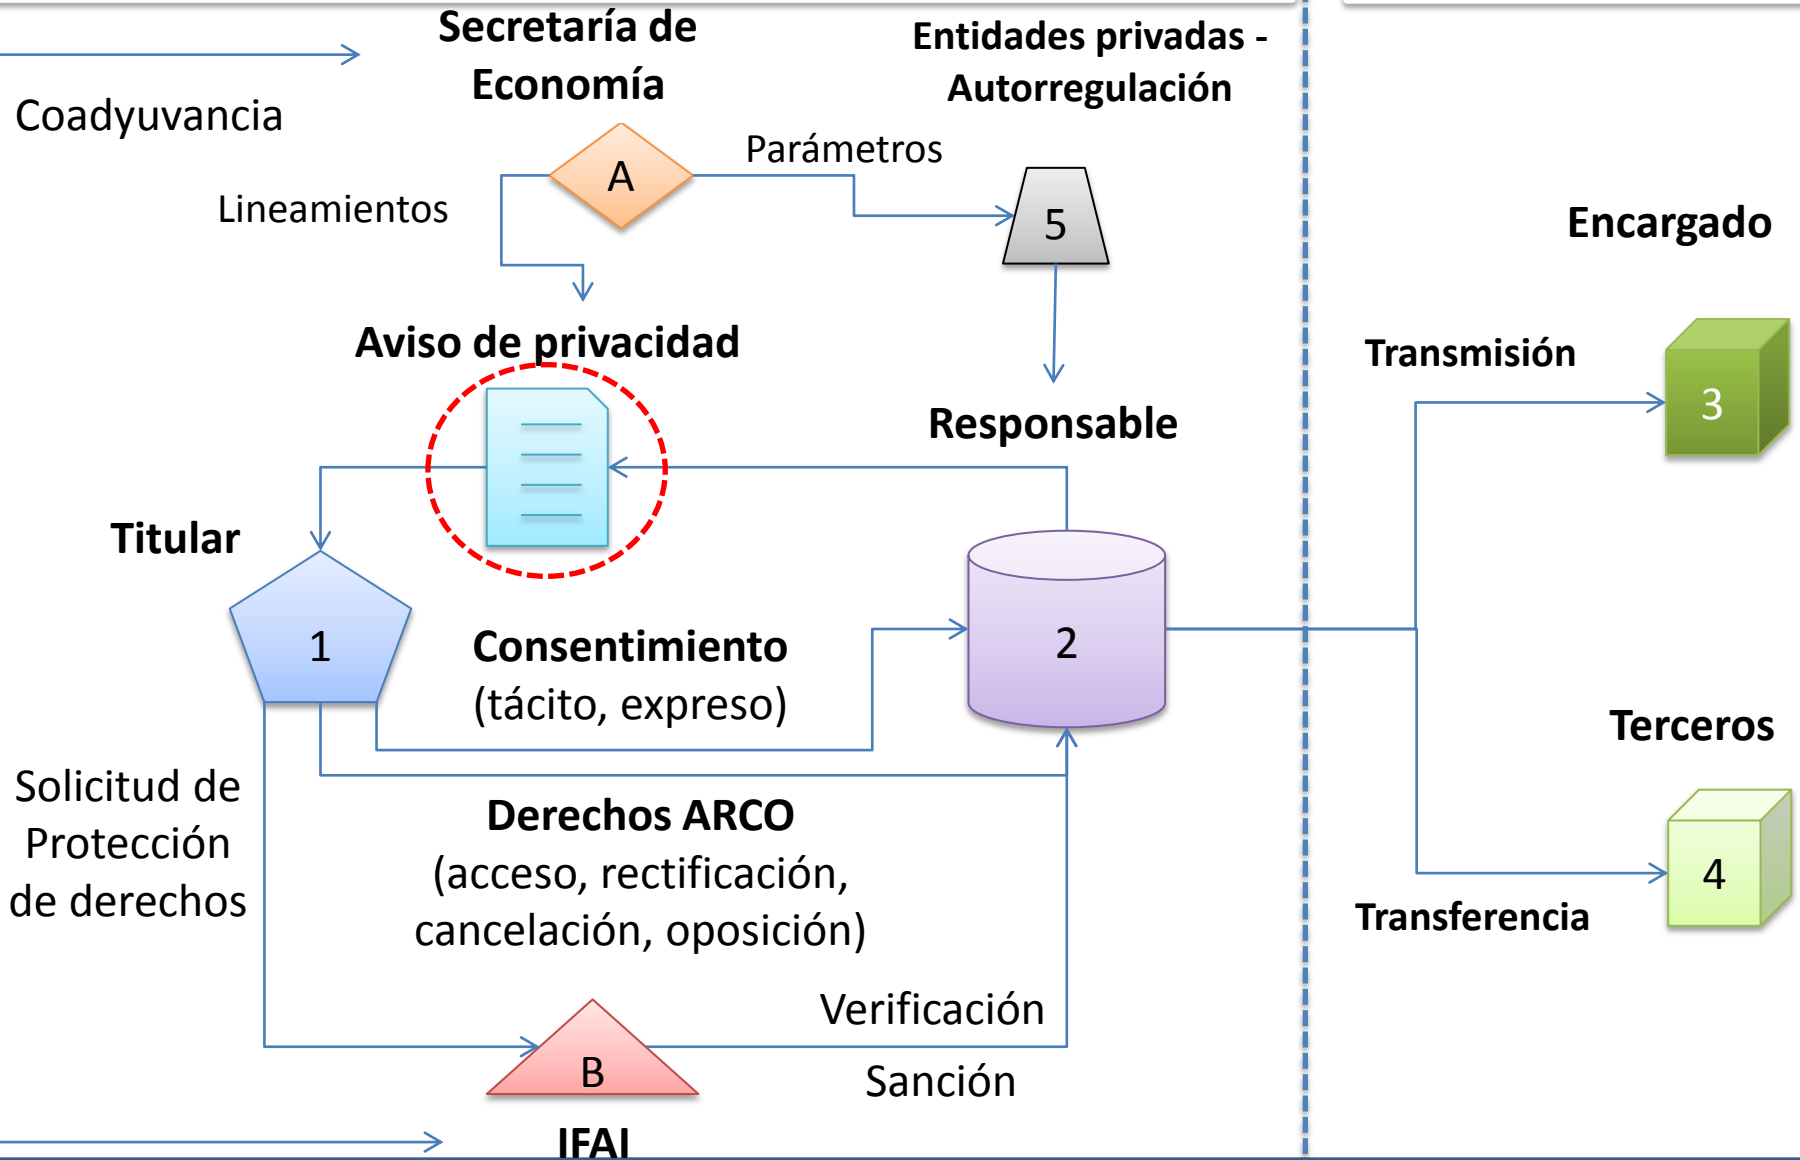 Secretaría de
Economía
Entidades privadas -
Autorregulación
Coadyuvancia
Parámetros
A
Lineamientos
5
Encargado
Aviso de privacidad
Transmisión
3
Responsable
Titular
1
Consentimiento
(tácito, expreso)
2
Terceros
Solicitud de
Protección
de derechos
Derechos ARCO
(acceso, rectificación,
cancelación, oposición)
4
Transferencia
Verificación
B
Sanción
IFAI